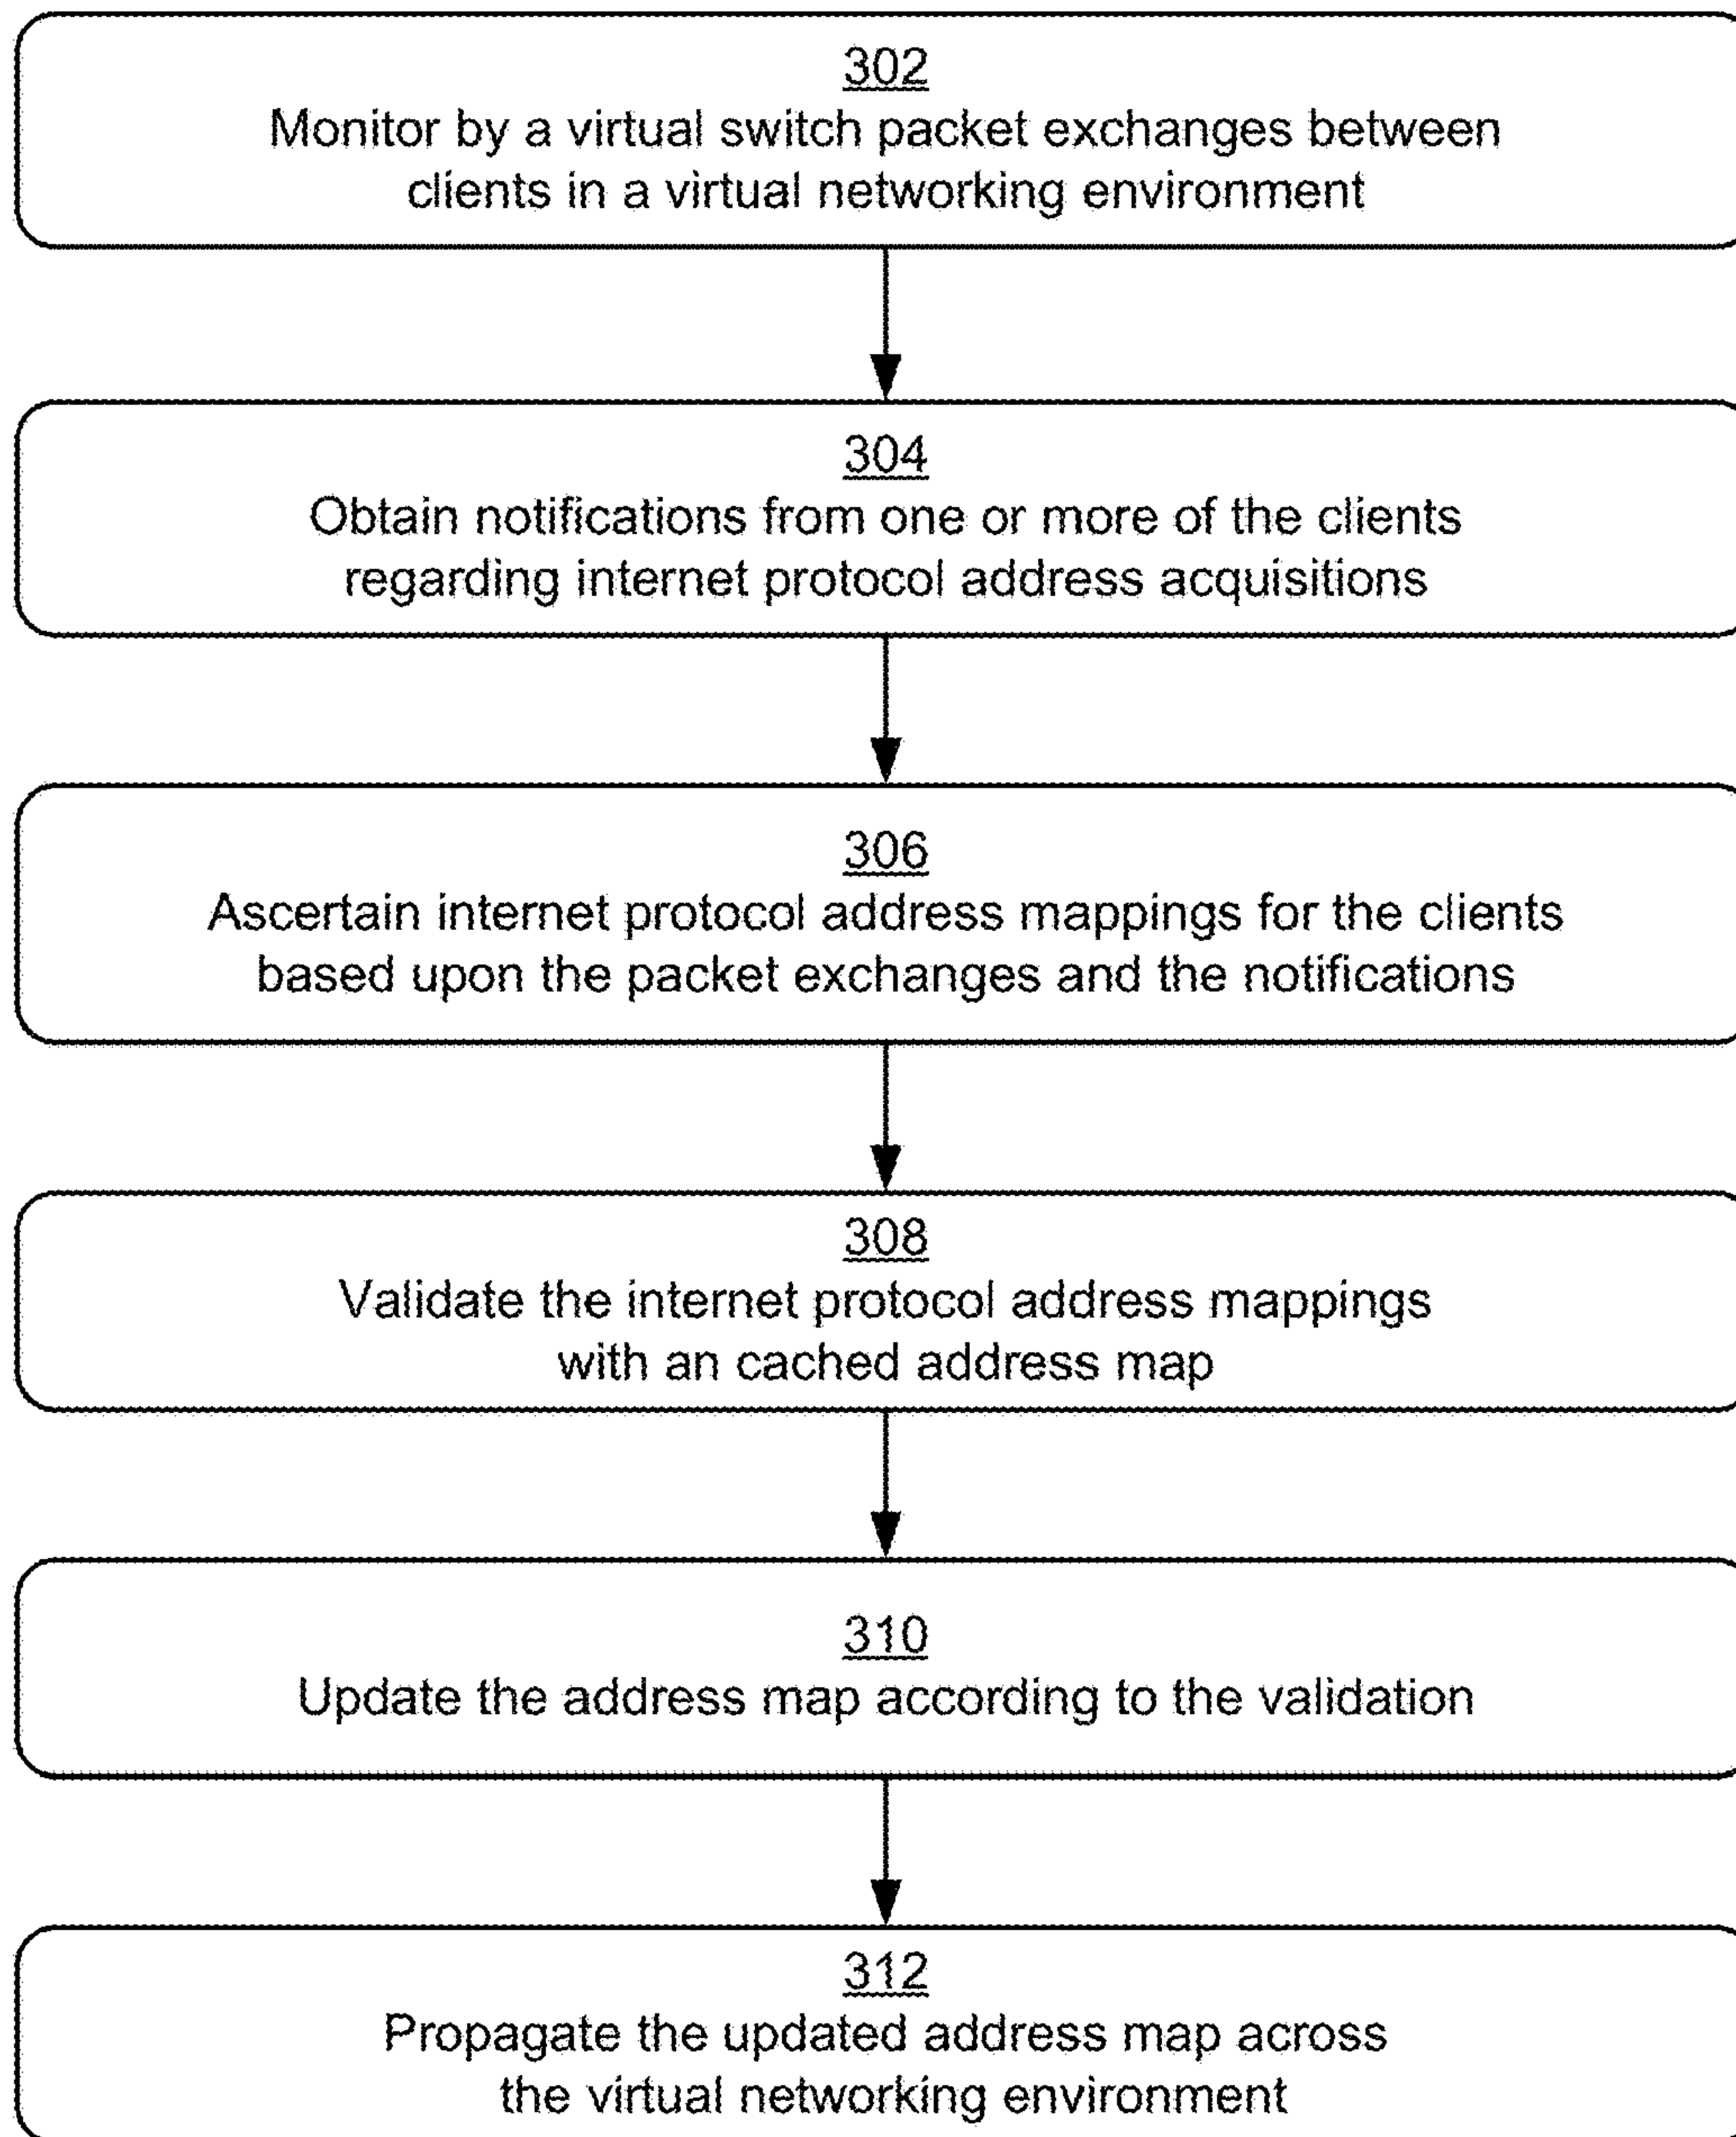 302
Monitor by a virtual switch packet exchanges between
clients in a virtual networking environment
304
Obtain notifications from one or more of the clients
regarding internet protocol address acquisitions
306
Ascertain internet protocol address mappings for the clients
based upon the packet exchanges and the notifications
308
Validate the internet protocol address mappings
with an cached address map
310
Update the address map according to the validation
312
Propagate the updated address map across
the virtual networking environment